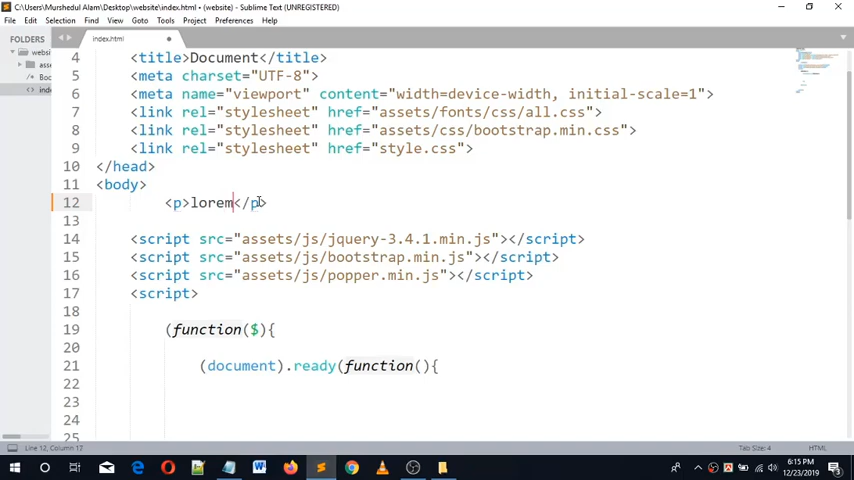 C:\Users\Murshedul Alam\Desktop\website\index.html • (website) - Sublime Text (UNREGISTERED)
File Edit Selection Find View Goto Tools Project Preferences Help
FOLDERS
index.html
websi
ass
Boo
ind
4 <title>Document</title>
5 <meta charset="UTF-8">
6 <meta name="viewport" content="width=device-width, initial-scale=1">
7 <link rel="stylesheet" href="assets/fonts/css/all.css">
8 <link rel="stylesheet" href="assets/css/bootstrap.min.css">
9 <link rel="stylesheet" href="style.css">
10 </head>
11 <body>
12 <p>lorem</p>
13
14 <script src="assets/js/jquery-3.4.1.min.js"></script>
15 <script src="assets/js/bootstrap.min.js"></script>
16 <script src="assets/js/popper.min.js"></script>
17 <script>
18
19 (function($){
20
21 (document).ready(function(){
22
23
24
25
Line 12, Column 17
Tab Size: 4
HTML
6:15 PM
12/23/2019
3